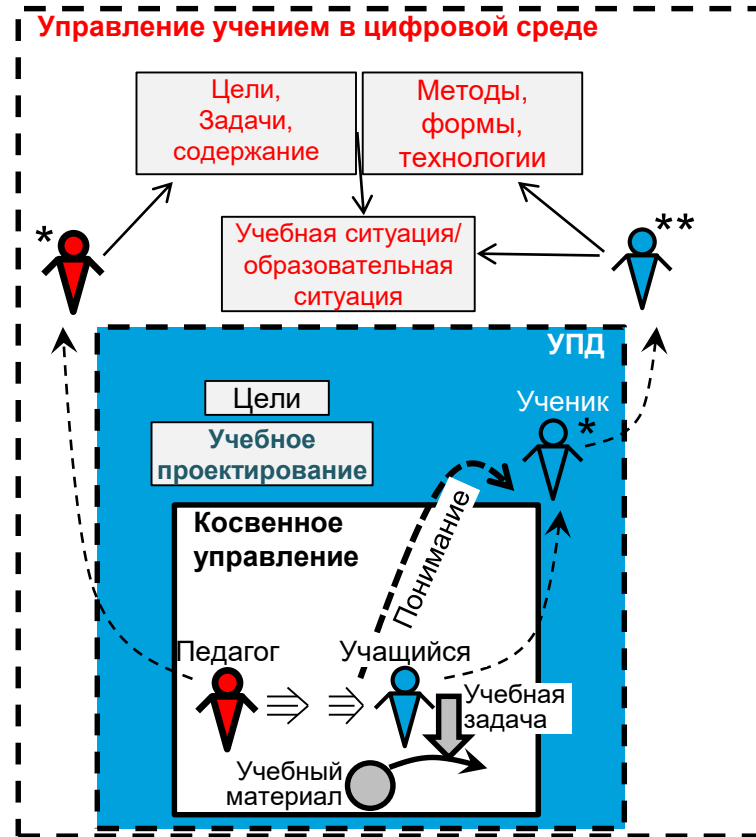 Управление учением в цифровой среде
Цели,
Задачи,
содержание
Методы,
формы,
технологии
*
**
Учебная ситуация/
образовательная
ситуация
УПД
Цели
Ученик
*
Учебное
проектирование
Косвенное
управление
Понимание
Педагог
Учащийся
Учебная
задача
Учебный
материал